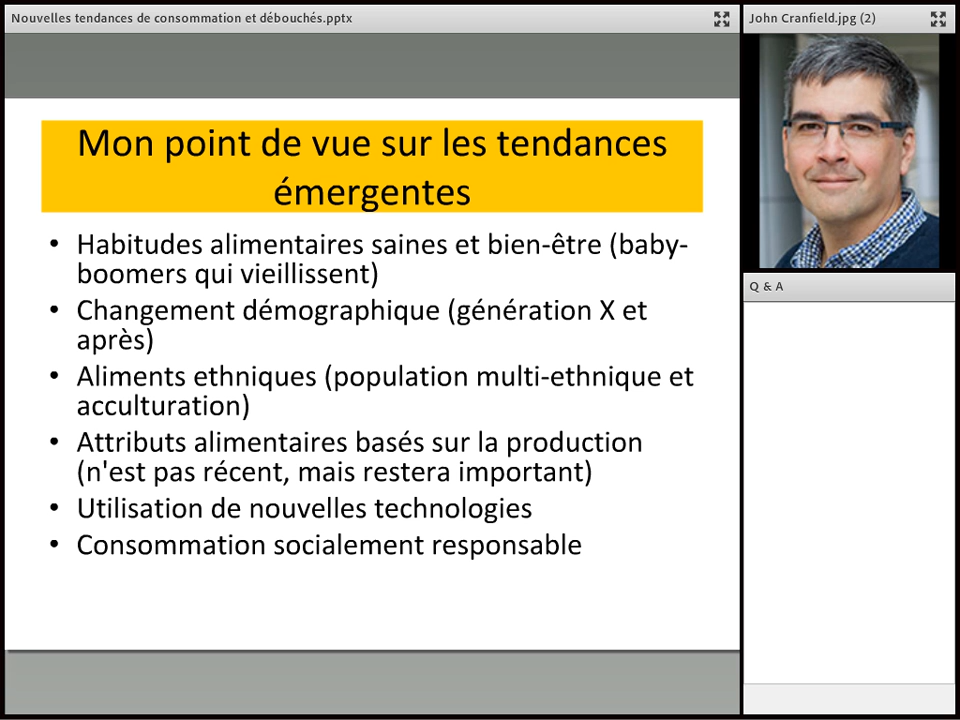 Nouvelles tendances de consommation et débouchés.pptx
John Cranfield.jpg (2)
Mon point de vue sur les tendances
émergentes
• Habitudes alimentaires saines et bien-être (baby-
boomers qui vieillissent)
• Changement démographique (génération X et
après)
• Aliments ethniques (population multi-ethnique et
acculturation)
• Attributs alimentaires basés sur la production
(n'est pas récent, mais restera important)
• Utilisation de nouvelles technologies
• Consommation socialement responsable
Q & A